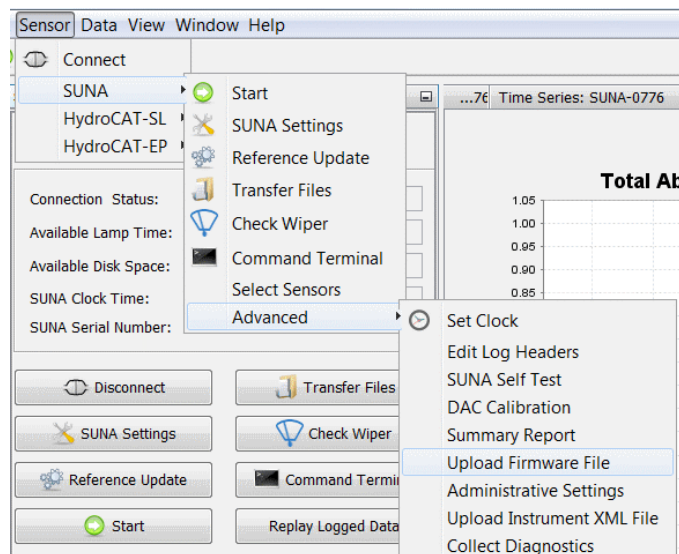 Sensor Data View Window Help
Connect
SUNA
HydroCAT-SL
HydroCAT-EP
Start
SUNA Settings
Reference Update
Transfer Files
Check Wiper
Command Terminal
Select Sensors
Advanced
Set Clock
Edit Log Headers
SUNA Self Test
DAC Calibration
Summary Report
Upload Firmware File
Administrative Settings
Upload Instrument XML File
Collect Diagnostics
...76 Time Series: SUNA-0776
Total Ab
1.05
1.00
0.95
0.90
0.85
Connection Status:
Available Lamp Time:
Available Disk Space:
SUNA Clock Time:
SUNA Serial Number:
Disconnect
Transfer Files
SUNA Settings
Check Wiper
Reference Update
Command Termi
Start
Replay Logged Data